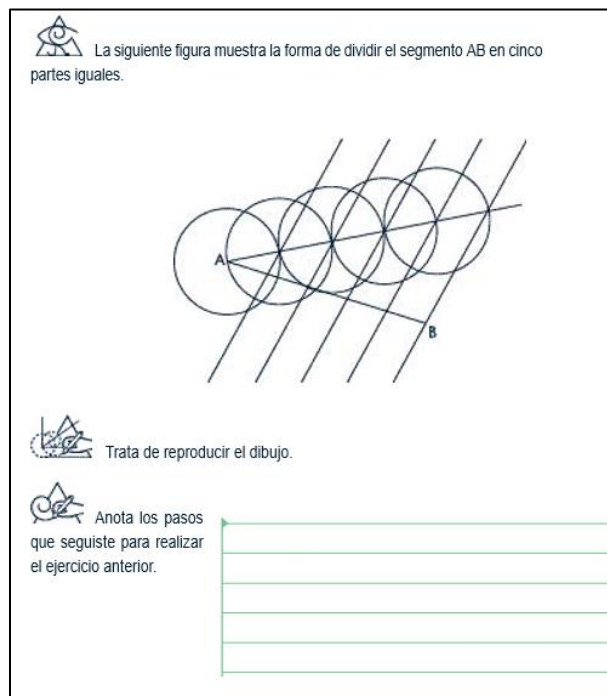 La siguiente figura muestra la forma de dividir el segmento AB en cinco
partes iguales.
A
B
Trata de reproducir el dibujo.
Anota los pasos
que seguiste para realizar
el ejercicio anterior.